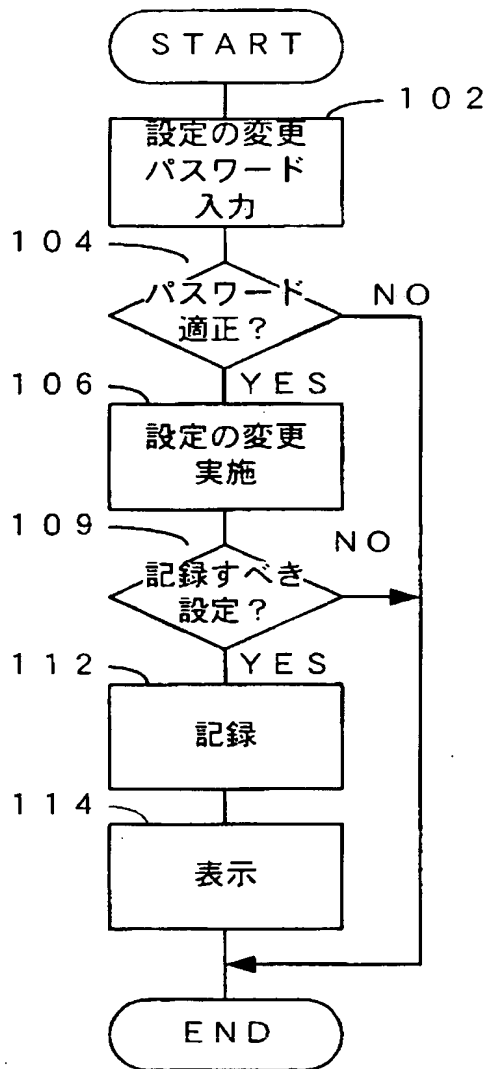 START
102
設定の変更
パスワード
入力
104
パスワード
適正?
NO
YES
106
設定の変更
実施
109
NO
記録すべき
設定?
YES
112
記録
114
表示
END